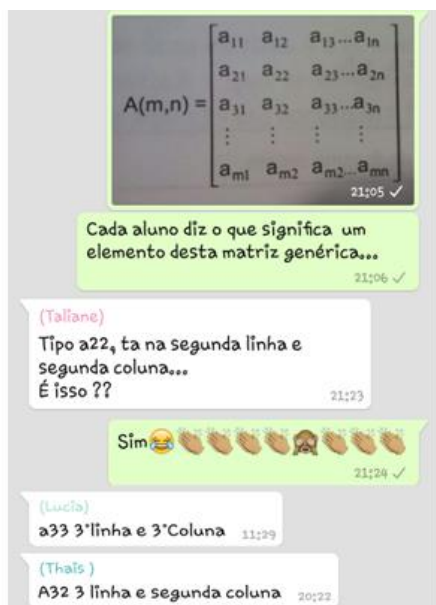 a₁₁ a₁₂ a₁₃...a₁ₙ
a₂₁ a₂₂ a₂₃...a₂ₙ
A(m,n) = a₃₁ a₃₂ a₃₃...a₃ₙ
⋮ ⋮ ⋮ ⋮
aₘ₁ aₘ₂ aₘ₂...aₘₙ
21:05 ✓
Cada aluno diz o que significa um
elemento desta matriz genérica...
21:06 ✓
(Taliane)
Tipo a22, ta na segunda linha e
segunda coluna...
É isso ??
21:23
Sim😂👏👏👏👏🙈👏👏👏
21:24 ✓
(Lucia)
a33 3°linha e 3°Coluna 11:29
(Thais )
A32 3 linha e segunda coluna 20:22